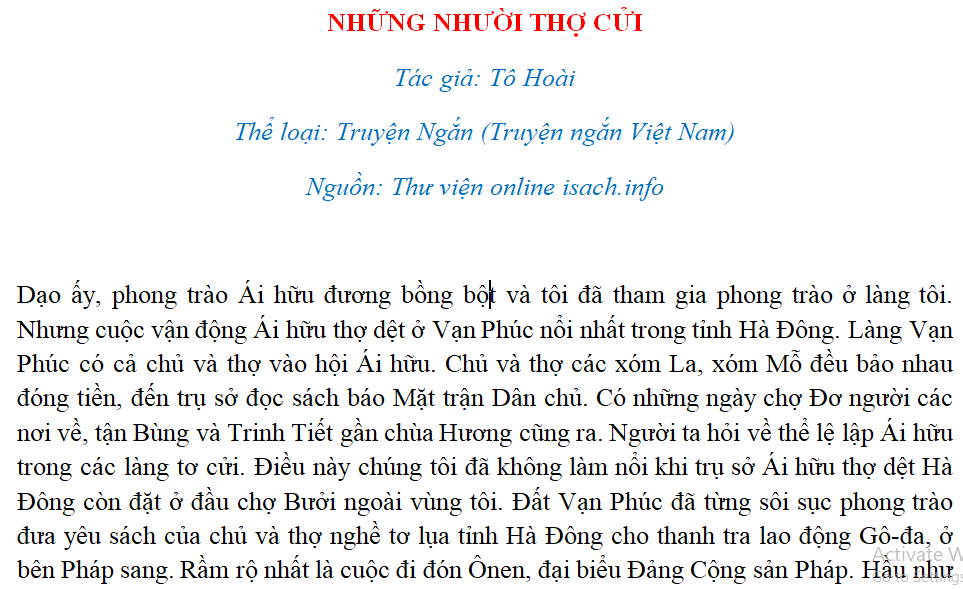 NHỮNG NHƯỜI THỢ CỬI
Tác giả: Tô Hoài
Thể loại: Truyện Ngắn (Truyện ngắn Việt Nam)
Nguồn: Thư viện online isach.info
Dạo ấy, phong trào Ái hữu đương bồng bột và tôi đã tham gia phong trào ở làng tôi.
Nhưng cuộc vận động Ái hữu thợ dệt ở Vạn Phúc nổi nhất trong tỉnh Hà Đông. Làng Vạn
Phúc có cả chủ và thợ vào hội Ái hữu. Chủ và thợ các xóm La, xóm Mỗ đều bảo nhau
đóng tiền, đến trụ sở đọc sách báo Mặt trận Dân chủ. Có những ngày chợ Đơ người các
nơi về, tận Bùng và Trinh Tiết gần chùa Hương cũng ra. Người ta hỏi về thể lệ lập Ái hữu
trong các làng tơ cửi. Điều này chúng tôi đã không làm nổi khi trụ sở Ái hữu thợ dệt Hà
Đông còn đặt ở đầu chợ Bưởi ngoài vùng tôi. Đất Vạn Phúc đã từng sôi sục phong trào
đưa yêu sách của chủ và thợ nghề tơ lụa tỉnh Hà Đông cho thanh tra lao động Gô-đa, ở
bên Pháp sang. Rầm rộ nhất là cuộc đi đón Ônen, đại biểu Đảng Cộng sản Pháp. Hầu như
Activate W
Go to Settings